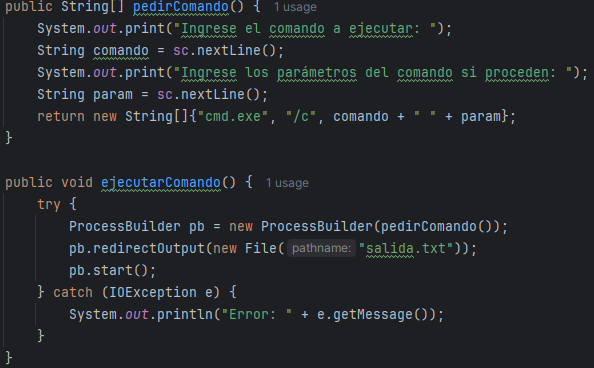 public String[] pedirComando() { 1 usage
    System.out.print("Ingrese el comando a ejecutar: ");
    String comando = sc.nextLine();
    System.out.print("Ingrese los parámetros del comando si proceden: ");
    String param = sc.nextLine();
    return new String[]{"cmd.exe", "/c", comando + " " + param};
}

public void ejecutarComando() { 1 usage
    try {
        ProcessBuilder pb = new ProcessBuilder(pedirComando());
        pb.redirectOutput(new File( pathname: "salida.txt"));
        pb.start();
    } catch (IOException e) {
        System.out.println("Error: " + e.getMessage());
    }
}